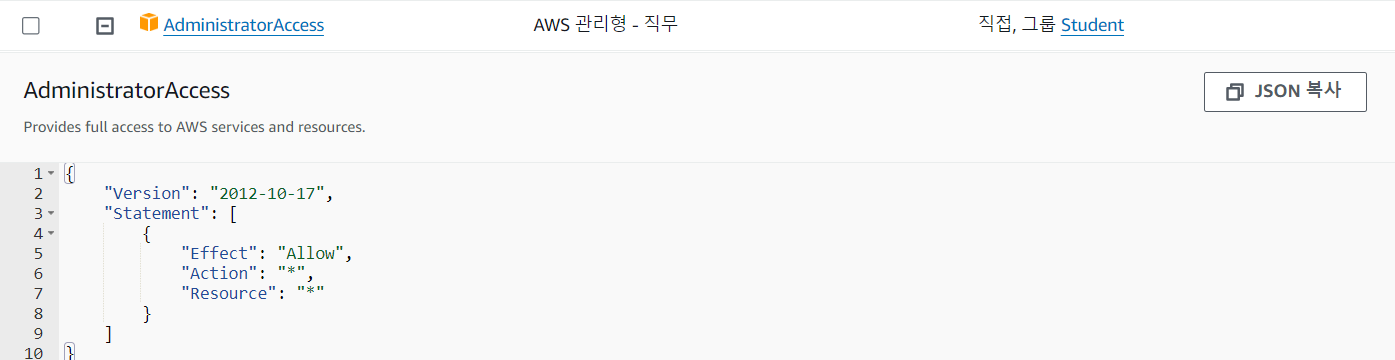 AdministratorAccess AWS 관리형 - 직무 직접, 그룹 Student
AdministratorAccess
JSON 복사
Provides full access to AWS services and resources.
1 {
2 "Version": "2012-10-17",
3 "Statement": [
4 {
5 "Effect": "Allow",
6 "Action": "*",
7 "Resource": "*"
8 }
9 ]
10 }